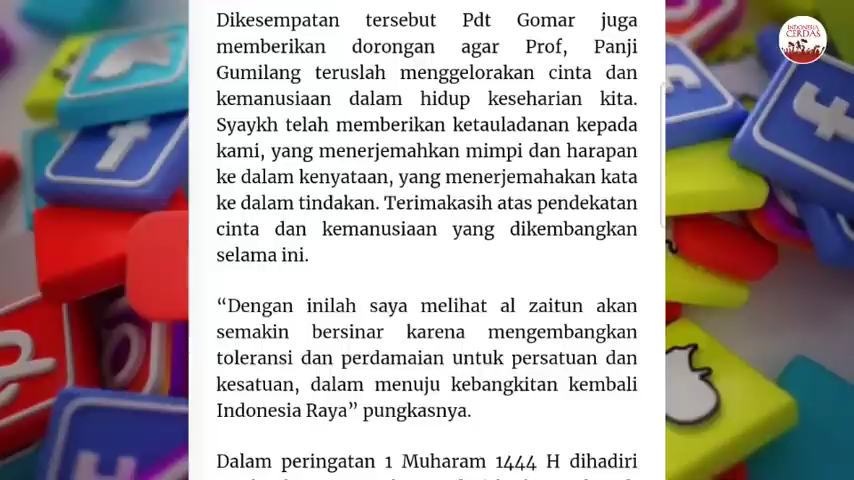 Dikesempatan tersebut Pdt Gomar juga
memberikan dorongan agar Prof, Panji
Gumilang teruslah menggelorakan cinta dan
kemanusiaan dalam hidup keseharian kita.
Syaykh telah memberikan ketauladanan kepada
kami, yang menerjemahkan mimpi dan harapan
ke dalam kenyataan, yang menerjemahakan kata
ke dalam tindakan. Terimakasih atas pendekatan
cinta dan kemanusiaan yang dikembangkan
selama ini.
“Dengan inilah saya melihat al zaitun akan
semakin bersinar karena mengembangkan
toleransi dan perdamaian untuk persatuan dan
kesatuan, dalam menuju kebangkitan kembali
Indonesia Raya” pungkasnya.
Dalam peringatan 1 Muharam 1444 H dihadiri
INDONESIA
CERDAS